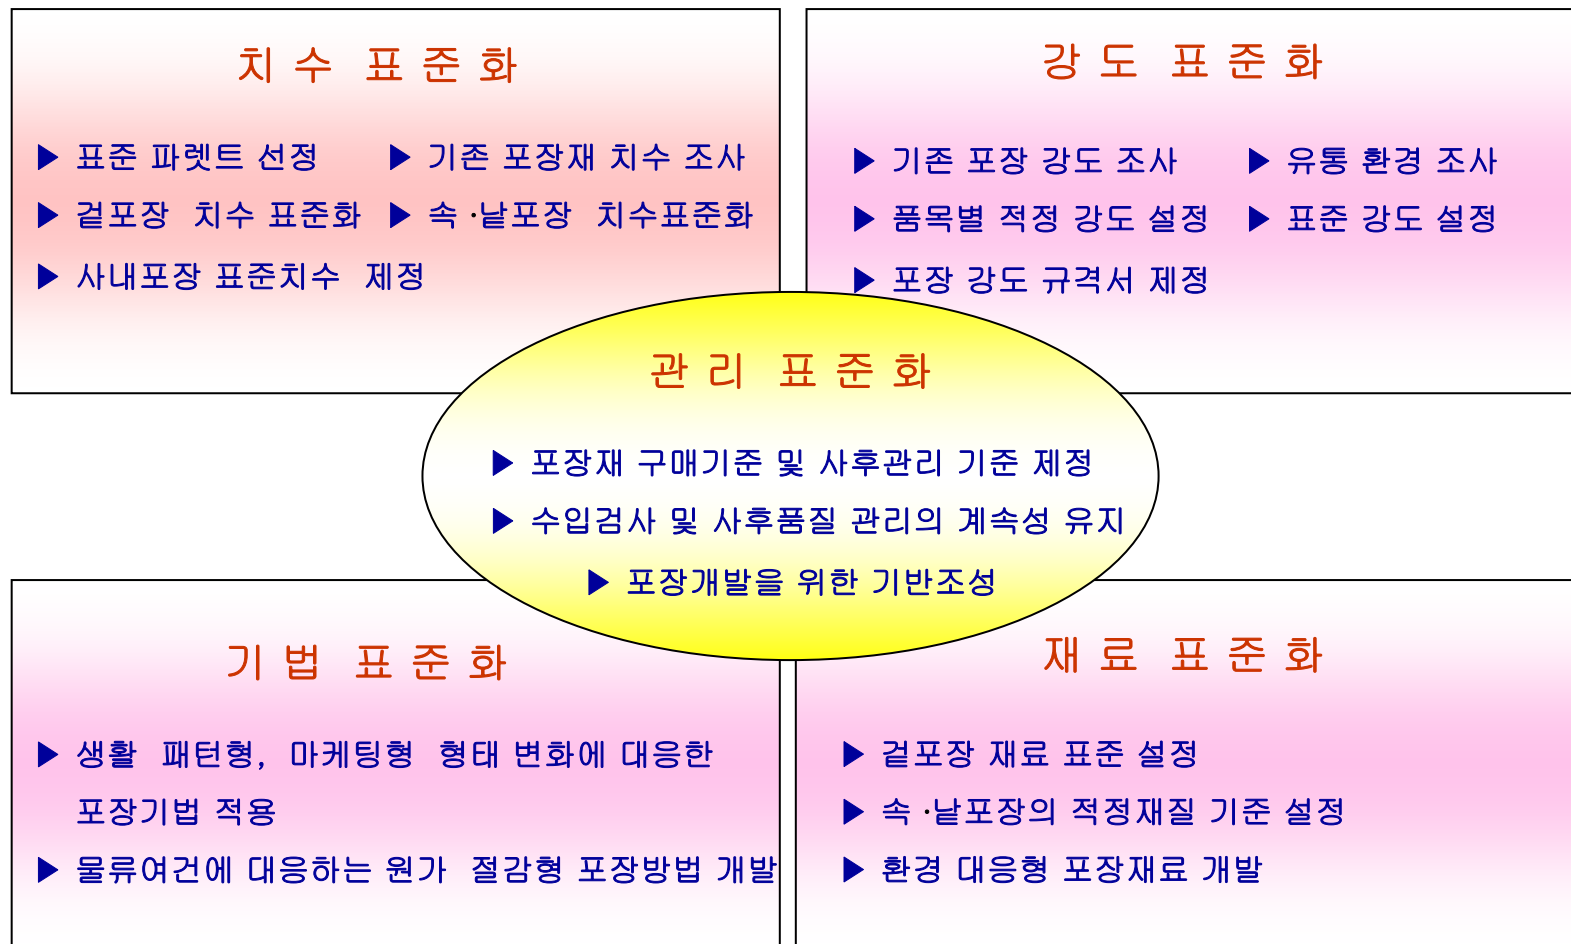 치 수 표 준 화
▶ 표준 파렛트 선정 ▶ 기존 포장재 치수 조사
▶ 겉포장 치수 표준화 ▶ 속 ·낱포장 치수표준화
▶ 사내포장 표준치수 제정
강 도 표 준 화
▶ 기존 포장 강도 조사 ▶ 유통 환경 조사
▶ 품목별 적정 강도 설정 ▶ 표준 강도 설정
▶ 포장 강도 규격서 제정
관 리 표 준 화
▶ 포장재 구매기준 및 사후관리 기준 제정
▶ 수입검사 및 사후품질 관리의 계속성 유지
▶ 포장개발을 위한 기반조성
기 법 표 준 화
▶ 생활 패턴형, 마케팅형 형태 변화에 대응한
포장기법 적용
▶ 물류여건에 대응하는 원가 절감형 포장방법 개발
재 료 표 준 화
▶ 겉포장 재료 표준 설정
▶ 속 ·낱포장의 적정재질 기준 설정
▶ 환경 대응형 포장재료 개발